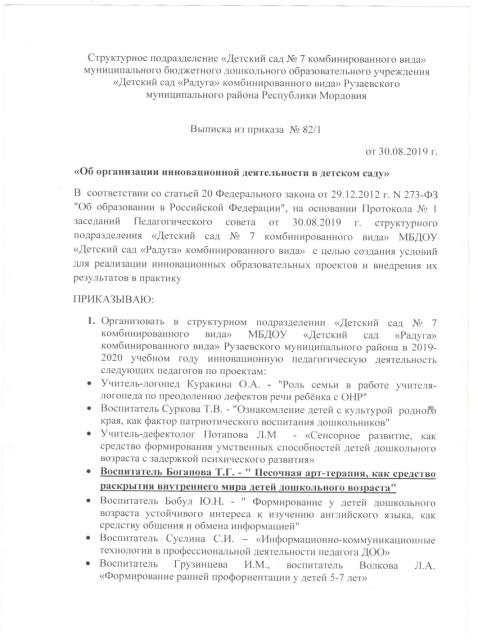 Структурное подразделение «Детский сад № 7 комбинированного вида»
муниципального бюджетного дошкольного образовательного учреждения
«Детский сад «Радуга» комбинированного вида» Рузаевского
муниципального района Республики Мордовия
Выписка из приказа № 82/1
от 30.08.2019 г.
«Об организации инновационной деятельности в детском саду»
В соответствии со статьей 20 Федерального закона от 29.12.2012 г. N 273-ФЗ
"Об образовании в Российской Федерации", на основании Протокола № 1
заседаний Педагогического совета от 30.08.2019 г. структурного
подразделения «Детский сад № 7 комбинированного вида» МБДОУ
«Детский сад «Радуга» комбинированного вида» с целью создания условий
для реализации инновационных образовательных проектов и внедрения их
результатов в практику
ПРИКАЗЫВАЮ:
1. Организовать в структурном подразделении «Детский сад № 7
комбинированного вида» МБДОУ «Детский сад «Радуга»
комбинированного вида» Рузаевского муниципального района в 2019-
2020 учебном году инновационную педагогическую деятельность
следующих педагогов по проектам:
• Учитель-логопед Куракина О.А. - "Роль семьи в работе учителя-
логопеда по преодолению дефектов речи ребёнка с ОНР"
• Воспитатель Суркова Т.В. - "Ознакомление детей с культурой родного
края, как фактор патриотического воспитания дошкольников"
• Учитель-дефектолог Потапова Л.М - «Сенсорное развитие, как
средство формирования умственных способностей детей дошкольного
возраста с задержкой психического развития»
• Воспитатель Богапова Т.Г. - " Песочная арт-терапия, как средство
раскрытия внутреннего мира детей дошкольного возраста"
• Воспитатель Бобул Ю.Н. - " Формирование у детей дошкольного
возраста устойчивого интереса к изучению английского языка, как
средству общения и обмена информацией"
• Воспитатель Суслина С.И. – «Информационно-коммуникационные
технологии в профессиональной деятельности педагога ДОО»
• Воспитатель Грузинцева И.М., воспитатель Волкова Л.А.
«Формирование ранней профориентации у детей 5-7 лет»